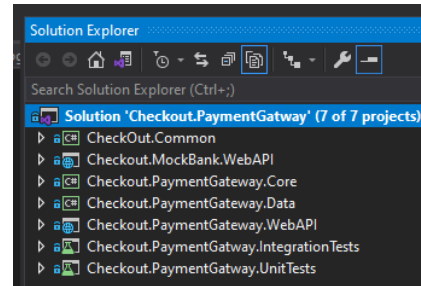 Solution Explorer
Search Solution Explorer (Ctrl+;)
Solution 'Checkout.PaymentGatway' (7 of 7 projects)
C# CheckOut.Common
Checkout.MockBank.WebAPI
C# Checkout.PaymentGateway.Core
C# Checkout.PaymentGateway.Data
Checkout.PaymentGateway.WebAPI
Checkout.PaymentGatway.IntegrationTests
Checkout.PaymentGatway.UnitTests